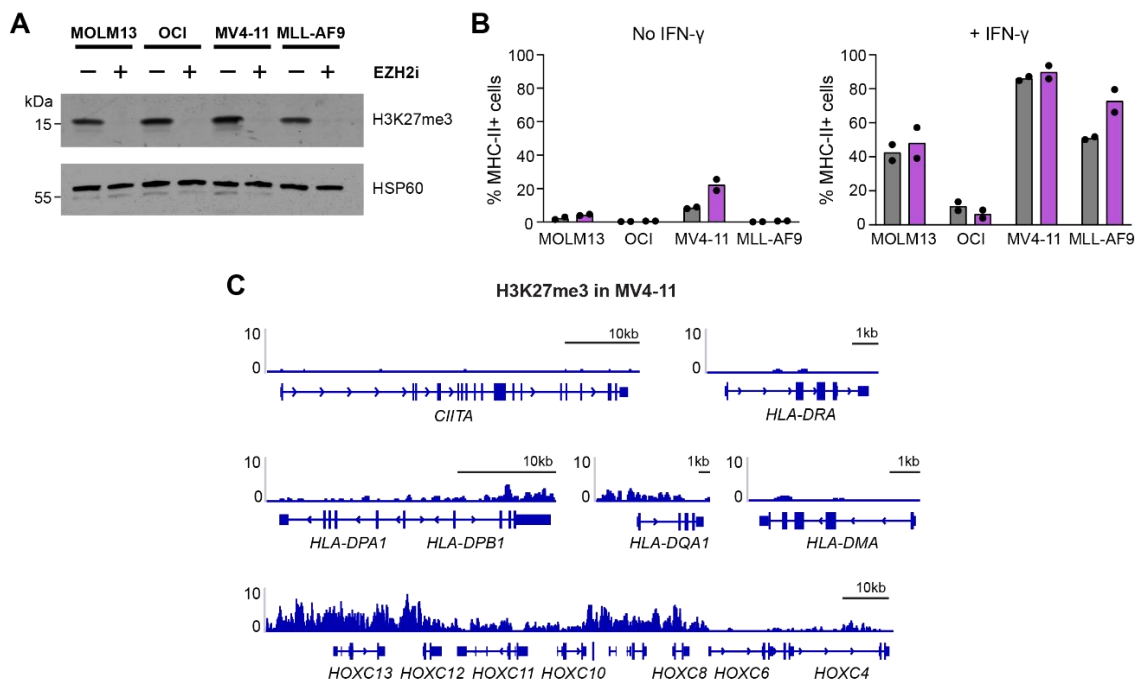 A
MOLM13 OCI MV4-11 MLL-AF9
− + − + − + − + EZH2i
kDa
15 H3K27me3
55 HSP60
B
No IFN-γ
% MHC-II+ cells
100
80
60
40
20
0
MOLM13 OCI MV4-11 MLL-AF9
+ IFN-γ
% MHC-II+ cells
100
80
60
40
20
0
MOLM13 OCI MV4-11 MLL-AF9
C
H3K27me3 in MV4-11
10
0
10kb
CIITA
10
0
1kb
HLA-DRA
10
0
10kb
HLA-DPA1 HLA-DPB1
10
0
1kb
HLA-DQA1
10
0
1kb
HLA-DMA
10
0
10kb
HOXC13 HOXC12 HOXC11 HOXC10 HOXC8 HOXC6 HOXC4